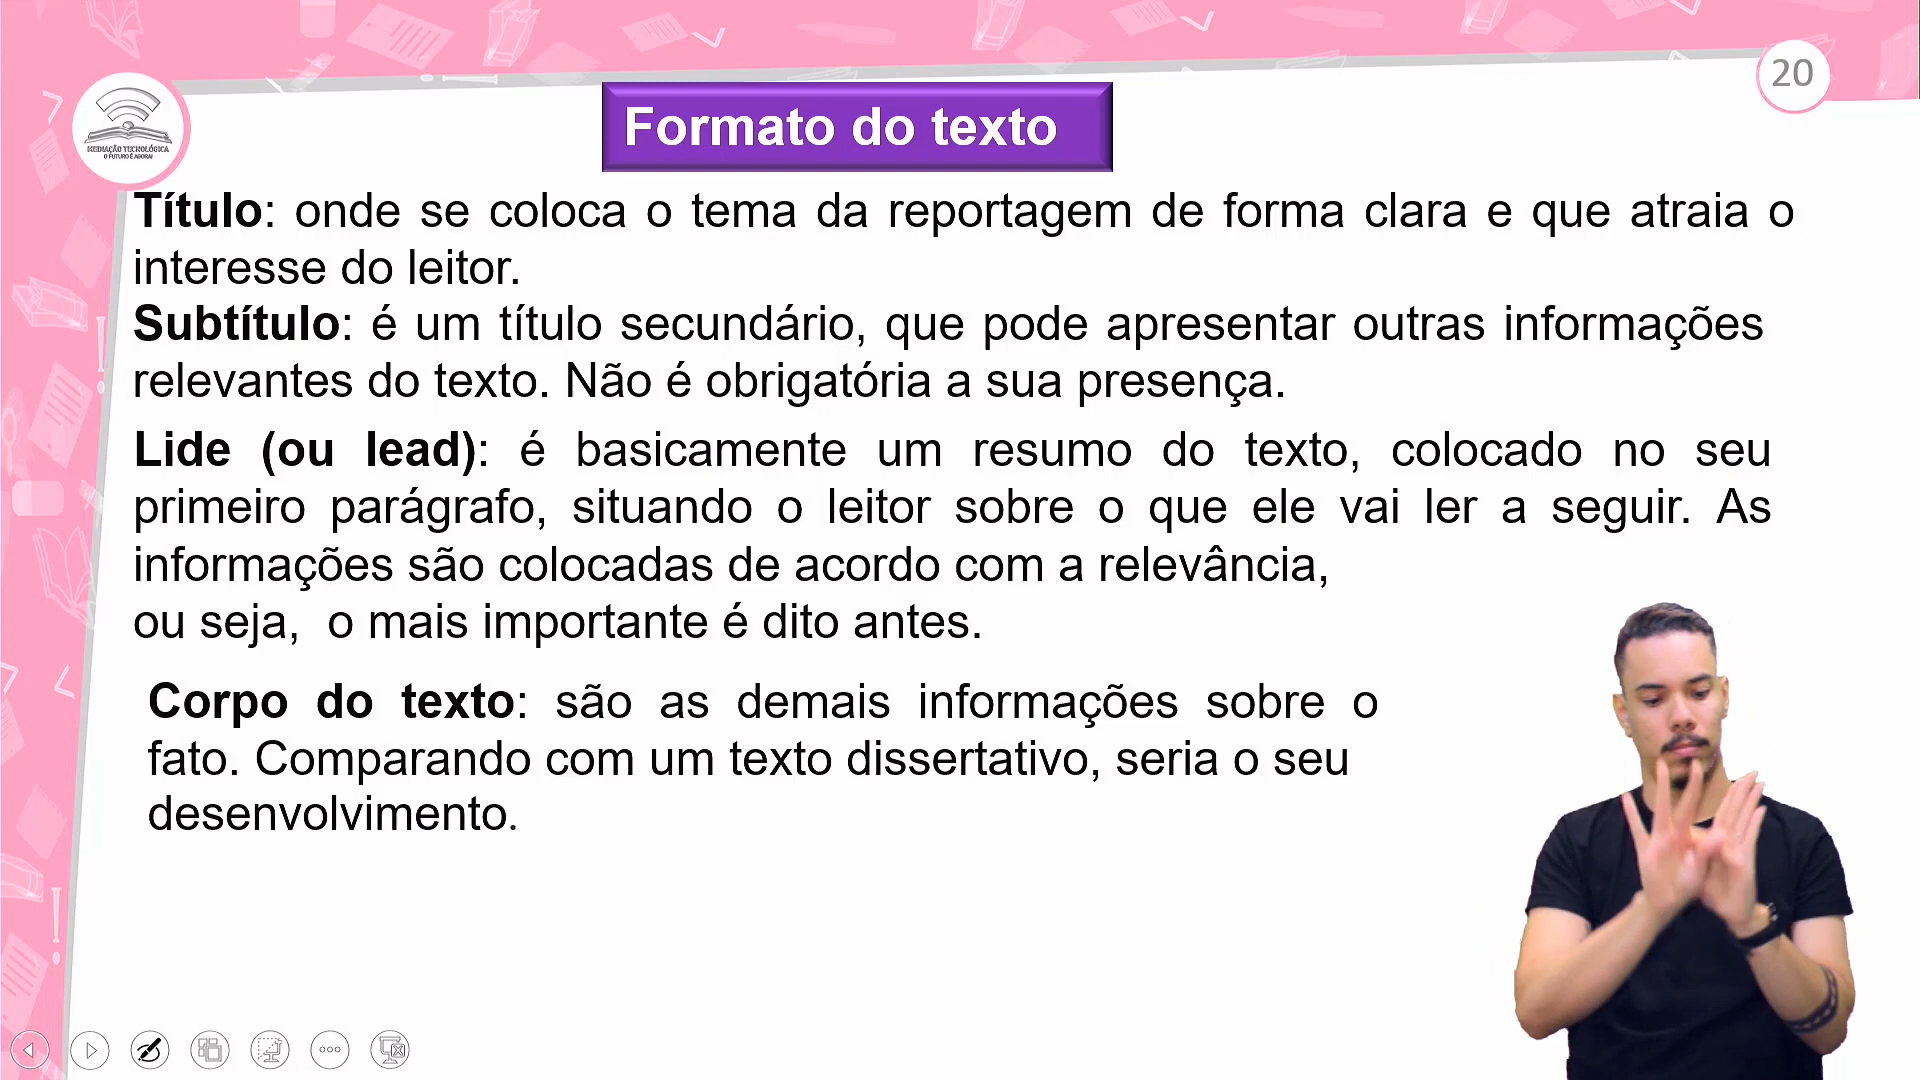 20
MEDIAÇÃO TECNOLÓGICA
O FUTURO É AGORA!
Formato do texto
Título: onde se coloca o tema da reportagem de forma clara e que atraia o
interesse do leitor.
Subtítulo: é um título secundário, que pode apresentar outras informações
relevantes do texto. Não é obrigatória a sua presença.
Lide (ou lead): é basicamente um resumo do texto, colocado no seu
primeiro parágrafo, situando o leitor sobre o que ele vai ler a seguir. As
informações são colocadas de acordo com a relevância,
ou seja,  o mais importante é dito antes.
Corpo do texto: são as demais informações sobre o
fato. Comparando com um texto dissertativo, seria o seu
desenvolvimento.